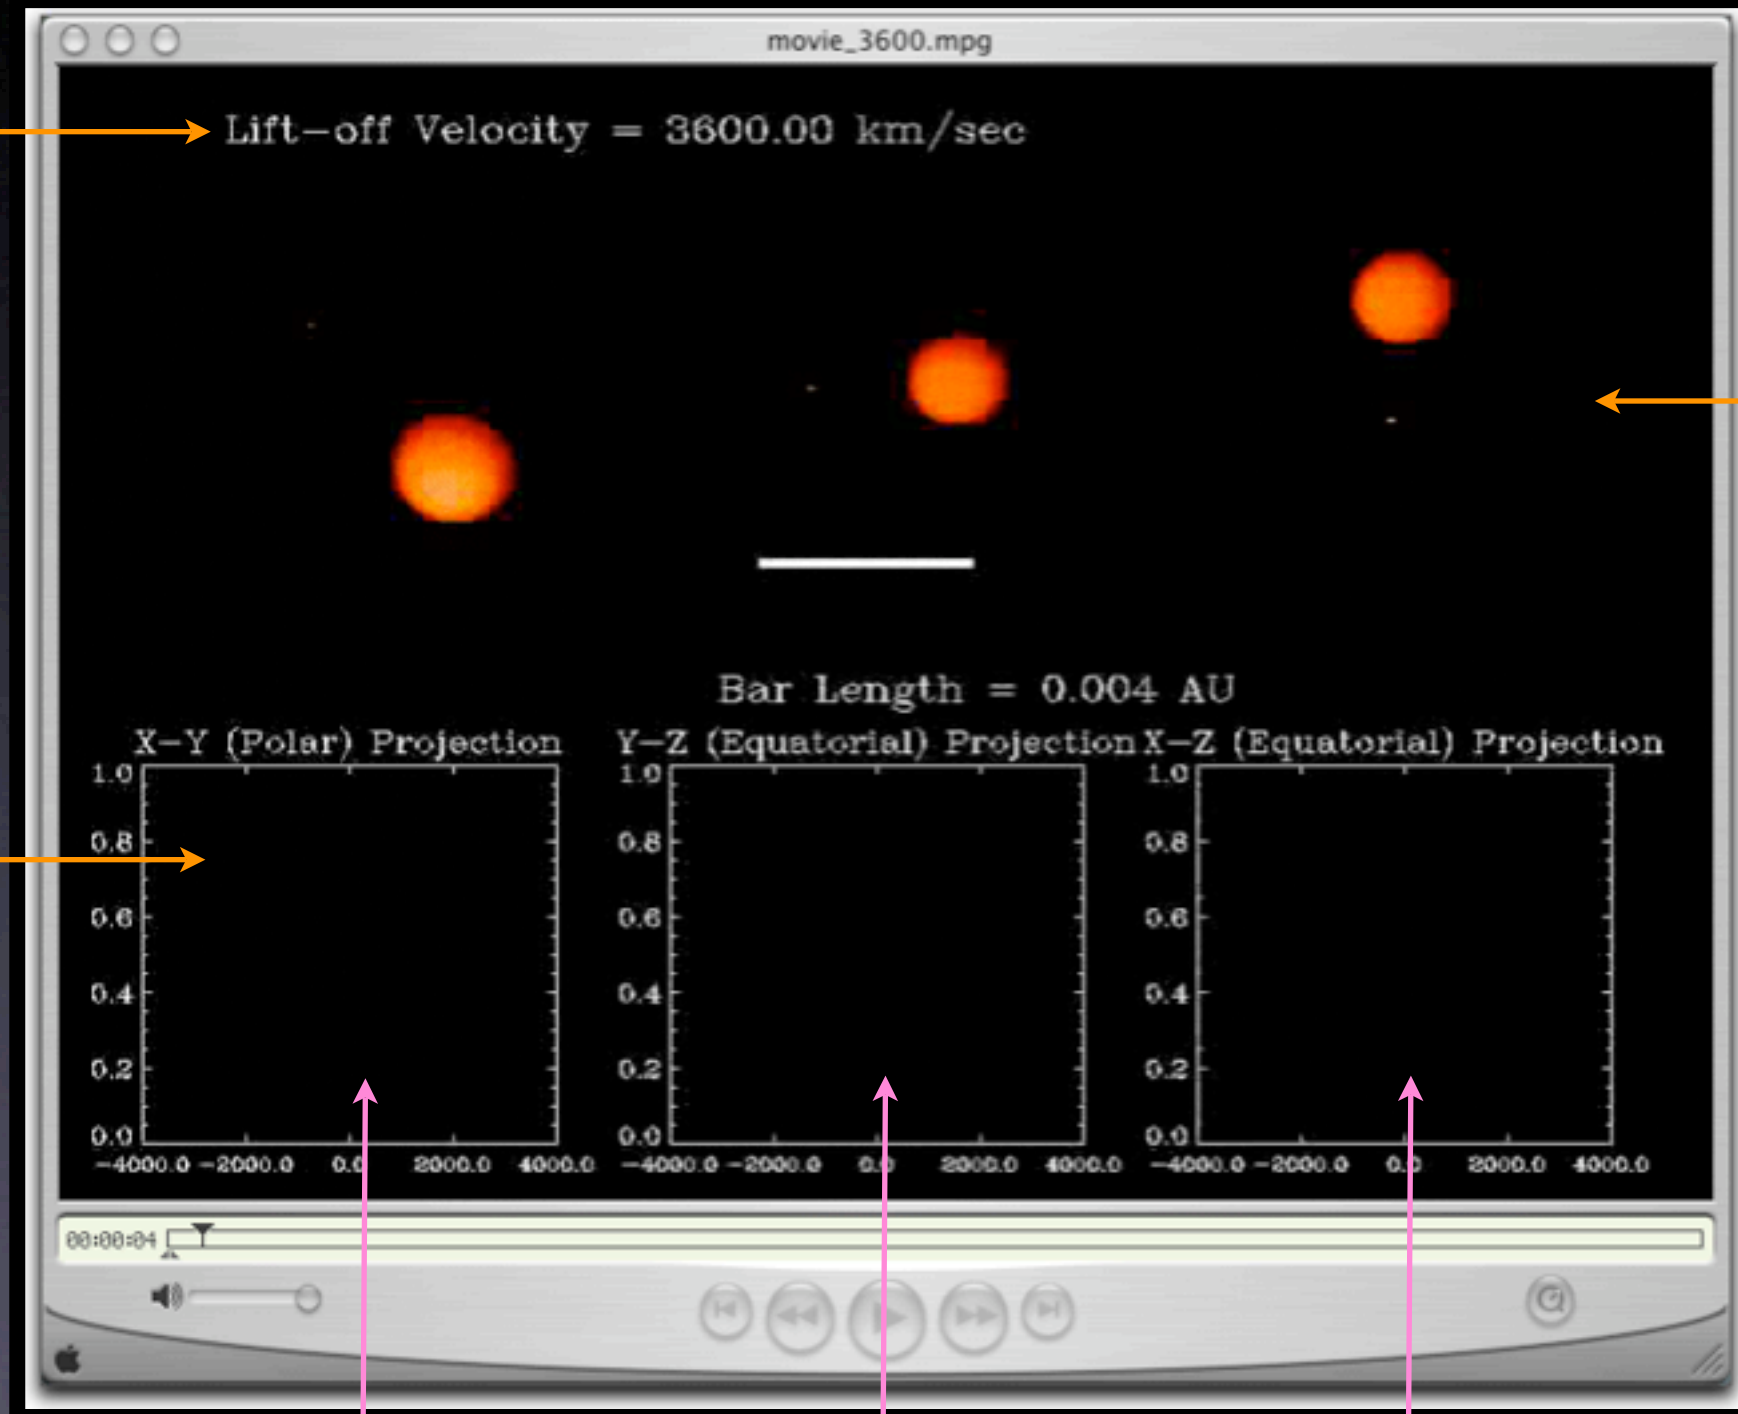 movie_3600.mpg
Lift-off Velocity = 3600.00 km/sec
Bar Length = 0.004 AU
X-Y (Polar) Projection Y-Z (Equatorial) Projection X-Z (Equatorial) Projection
1.0 1.0 1.0
0.8 0.8 0.8
0.6 0.6 0.6
0.4 0.4 0.4
0.2 0.2 0.2
0.0 0.0 0.0
-4000.0 -2000.0 0.0 2000.0 4000.0 -4000.0 -2000.0 0.0 2000.0 4000.0 -4000.0 -2000.0 0.0 2000.0 4000.0
00:00:04